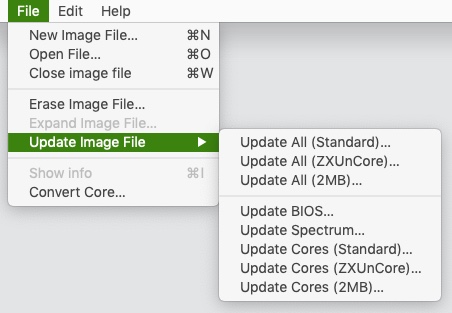 File Edit Help
New Image File... ⌘N
Open File... ⌘O
Close image file ⌘W
Erase Image File...
Expand Image File...
Update Image File ▶
Show info ⌘I
Convert Core...
Update All (Standard)...
Update All (ZXUnCore)...
Update All (2MB)...
Update BIOS...
Update Spectrum...
Update Cores (Standard)...
Update Cores (ZXUnCore)...
Update Cores (2MB)...